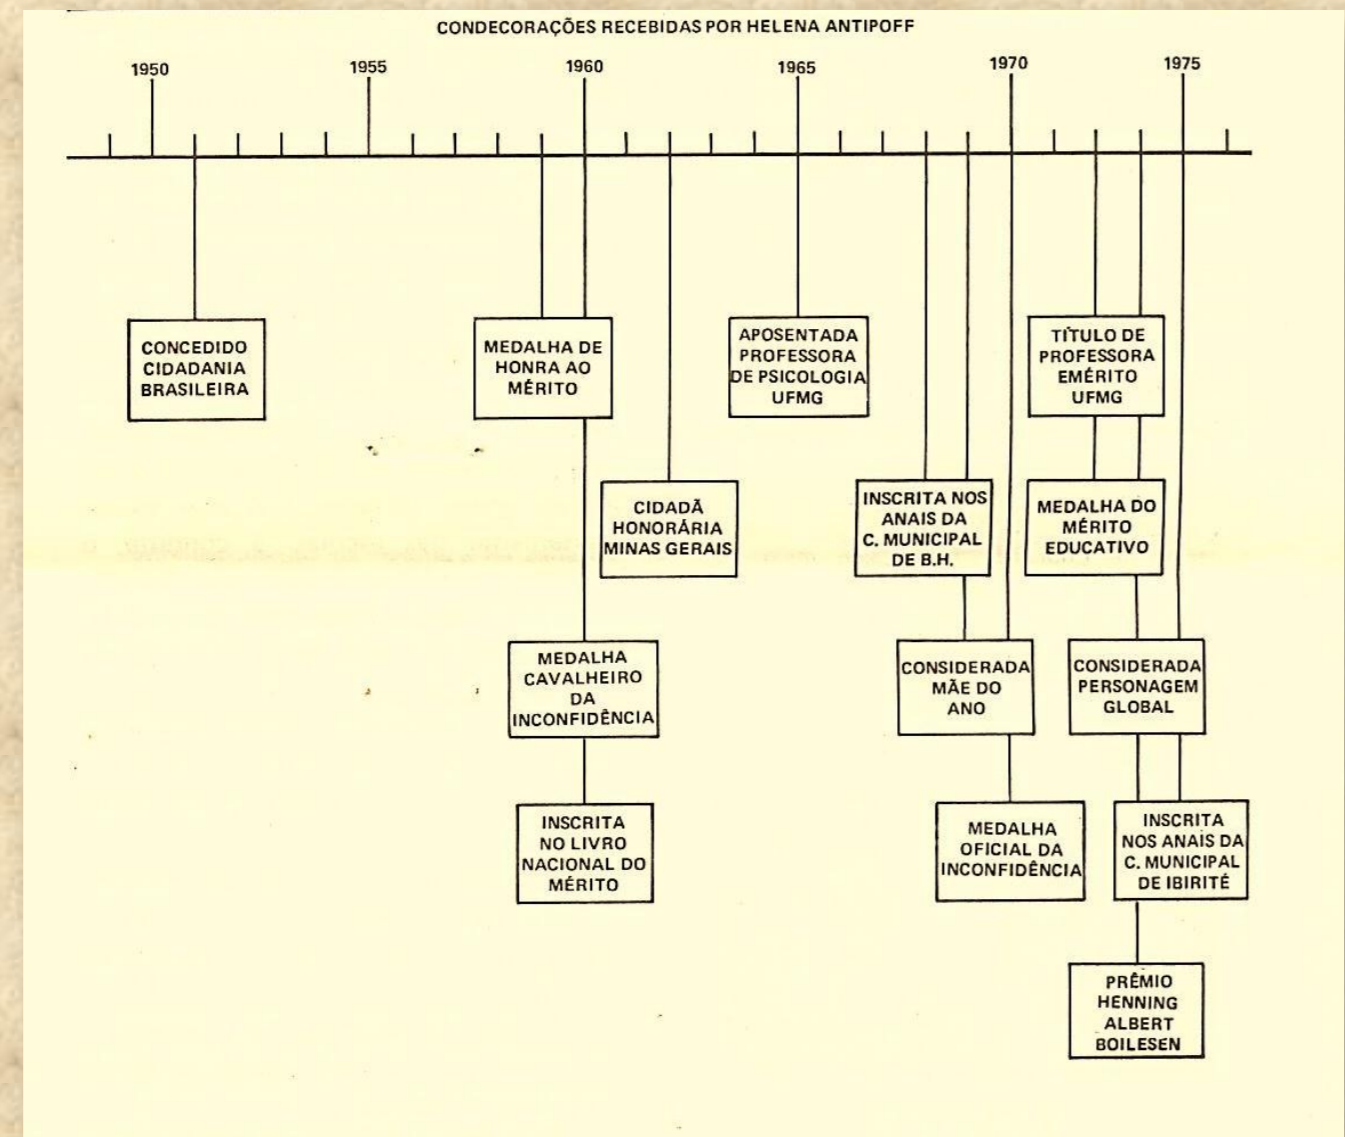 CONDECORAÇÕES RECEBIDAS POR HELENA ANTIPOFF
1950
1955
1960
1965
1970
1975
CONCEDIDO
CIDADANIA
BRASILEIRA
MEDALHA DE
HONRA AO
MÉRITO
APOSENTADA
PROFESSORA
DE PSICOLOGIA
UFMG
TÍTULO DE
PROFESSORA
EMÉRITO
UFMG
CIDADÃ
HONORÁRIA
MINAS GERAIS
INSCRITA NOS
ANAIS DA
C. MUNICIPAL
DE B.H.
MEDALHA DO
MÉRITO
EDUCATIVO
MEDALHA
CAVALHEIRO
DA
INCONFIDÊNCIA
CONSIDERADA
MÃE DO
ANO
CONSIDERADA
PERSONAGEM
GLOBAL
INSCRITA
NO LIVRO
NACIONAL DO
MÉRITO
MEDALHA
OFICIAL DA
INCONFIDÊNCIA
INSCRITA
NOS ANAIS DA
C. MUNICIPAL
DE IBIRITÉ
PRÊMIO
HENNING
ALBERT
BOILESEN